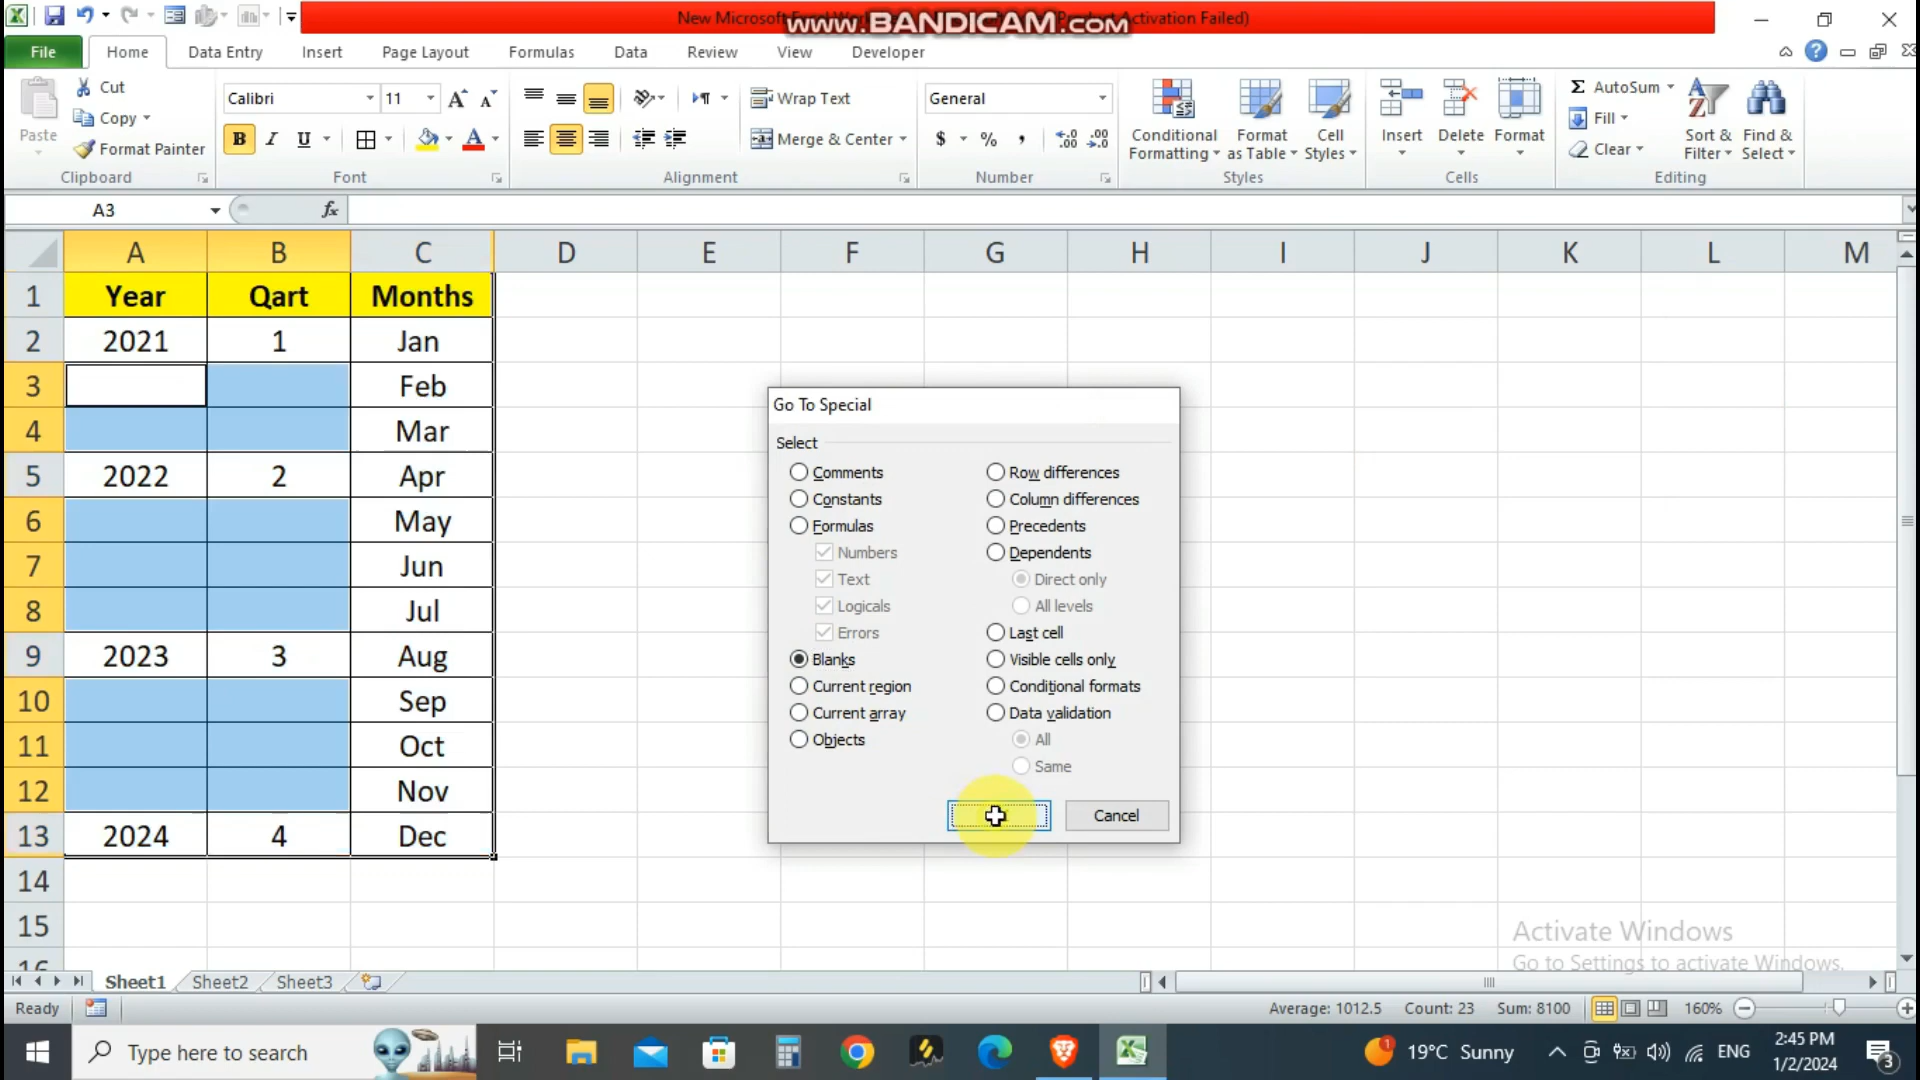 New Microsoft Activation Failed)
www.BANDICAM.com
File Home Data Entry Insert Page Layout Formulas Data Review View Developer
Paste Cut Copy Format Painter Clipboard
Calibri 11 B I U A Font
Wrap Text Merge & Center Alignment
General $ % , Number
Conditional Formatting Format as Table Cell Styles Styles
Insert Delete Format Cells
AutoSum Fill Clear Sort & Filter Find & Select Editing
A3 fx
A B C D E F G H I J K L M
1 Year Qart Months
2 2021 1 Jan
3 Feb
4 Mar
5 2022 2 Apr
6 May
7 Jun
8 Jul
9 2023 3 Aug
10 Sep
11 Oct
12 Nov
13 2024 4 Dec
14
15
16
Go To Special
Select
Comments Row differences
Constants Column differences
Formulas Precedents
Numbers Dependents
Text Direct only
Logicals All levels
Errors Last cell
Blanks Visible cells only
Current region Conditional formats
Current array Data validation
Objects All
Same
Cancel
Activate Windows
Go to Settings to activate Windows.
Sheet1 Sheet2 Sheet3
Ready Average: 1012.5 Count: 23 Sum: 8100 160%
Type here to search 19°C Sunny ENG 2:45 PM
1/2/2024 3